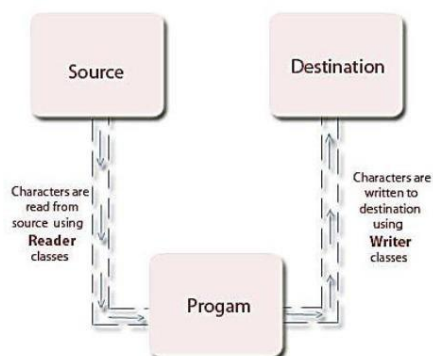 Source
Destination
Characters are
read from
source using
Reader
classes
Characters are
written to
destination
using
Writer
classes
Progam